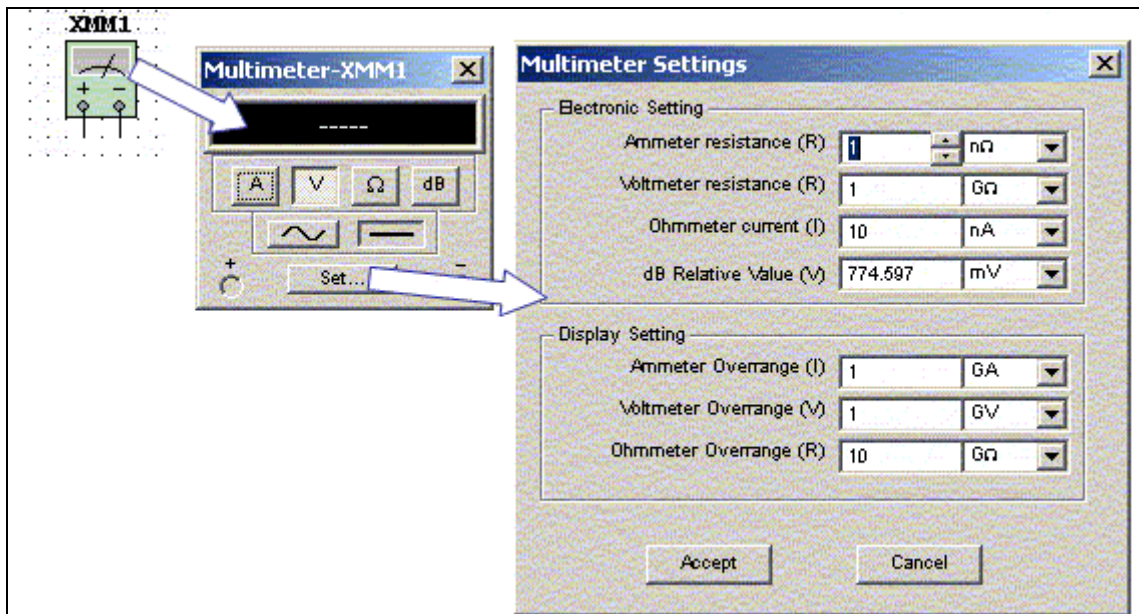 XMM1
+ -
Multimeter-XMM1
-----
A V Ω dB
+ -
Set...
Multimeter Settings
Electronic Setting
Ammeter resistance (R) 1 nΩ
Voltmeter resistance (R) 1 GΩ
Ohmmeter current (I) 10 nA
dB Relative Value (V) 774.597 mV
Display Setting
Ammeter Overrange (I) 1 GA
Voltmeter Overrange (V) 1 GV
Ohmmeter Overrange (R) 10 GΩ
Accept Cancel